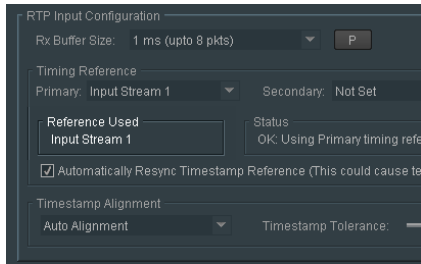 RTP Input Configuration
Rx Buffer Size: 1 ms (upto 8 pkts) P
Timing Reference
Primary: Input Stream 1 Secondary: Not Set
Reference Used Status
Input Stream 1 OK: Using Primary timing refe
Automatically Resync Timestamp Reference (This could cause te
Timestamp Alignment
Auto Alignment Timestamp Tolerance: